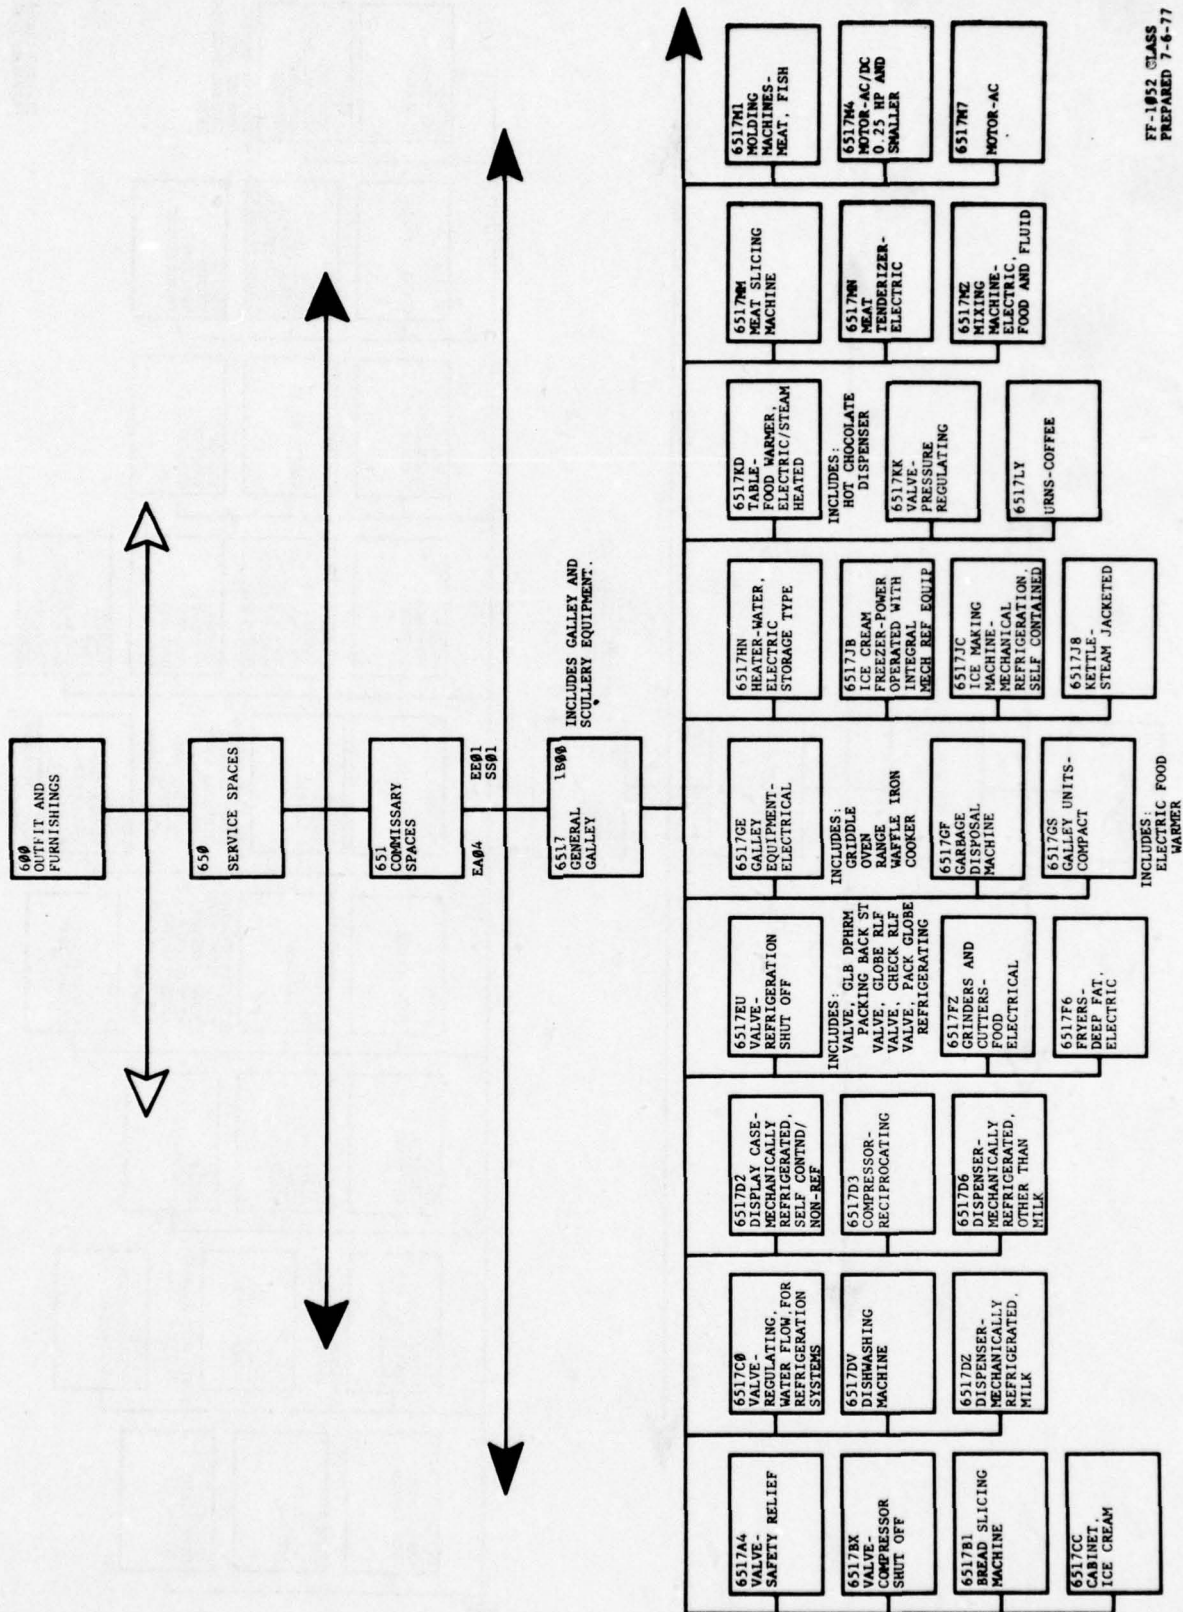 600
OUTFIT AND
FURNISHINGS
650
SERVICE SPACES
651
COMMISSARY
SPACES
EA04
EE01
SS01
6517 1B00
GENERAL
GALLEY
INCLUDES GALLEY AND
SCULLERY EQUIPMENT.
6517A4
VALVE-
SAFETY RELIEF
6517BX
VALVE-
COMPRESSOR
SHUT OFF
6517B1
BREAD SLICING
MACHINE
6517CC
CABINET,
ICE CREAM
6517C0
VALVE-
REGULATING,
WATER FLOW,FOR
REFRIGERATION
SYSTEMS
6517DV
DISHWASHING
MACHINE
6517DZ
DISPENSER-
MECHANICALLY
REFRIGERATED,
MILK
6517D2
DISPLAY CASE-
MECHANICALLY
REFRIGERATED,
SELF CONTND/
NON-REF
6517D3
COMPRESSOR-
RECIPROCATING
6517D6
DISPENSER-
MECHANICALLY
REFRIGERATED,
OTHER THAN
MILK
6517EU
VALVE-
REFRIGERATION
SHUT OFF
INCLUDES:
VALVE, GLB DPHRM
PACKING BACK ST
VALVE, GLOBE RLF
VALVE, CHECK RLF
VALVE, PACK GLOBE
REFRIGERATING
6517FZ
GRINDERS AND
CUTTERS-
FOOD
ELECTRICAL
6517F6
FRYERS-
DEEP FAT,
ELECTRIC
6517GE
GALLEY
EQUIPMENT-
ELECTRICAL
INCLUDES:
GRIDDLE
OVEN
RANGE
WAFFLE IRON
COOKER
6517GF
GARBAGE
DISPOSAL
MACHINE
6517GS
GALLEY UNITS-
COMPACT
INCLUDES:
ELECTRIC FOOD
WARMER
6517HN
HEATER-WATER,
ELECTRIC
STORAGE TYPE
6517JB
ICE CREAM
FREEZER-POWER
OPERATED WITH
INTEGRAL
MECH REF EQUIP
6517JC
ICE MAKING
MACHINE-
MECHANICAL
REFRIGERATION,
SELF CONTAINED
6517J8
KETTLE-
STEAM JACKETED
6517KD
TABLE-
FOOD WARMER,
ELECTRIC/STEAM
HEATED
INCLUDES:
HOT CHOCOLATE
DISPENSER
6517KK
VALVE-
PRESSURE
REGULATING
6517LY
URNS-COFFEE
6517MM
MEAT SLICING
MACHINE
6517MN
MEAT
TENDERIZER-
ELECTRIC
6517MZ
MIXING
MACHINE-
ELECTRIC,
FOOD AND FLUID
6517M1
MOLDING
MACHINES-
MEAT, FISH
6517M4
MOTOR-AC/DC
0.25 HP AND
SMALLER
6517M7
MOTOR-AC
FF-1052 CLASS
PREPARED 7-6-77